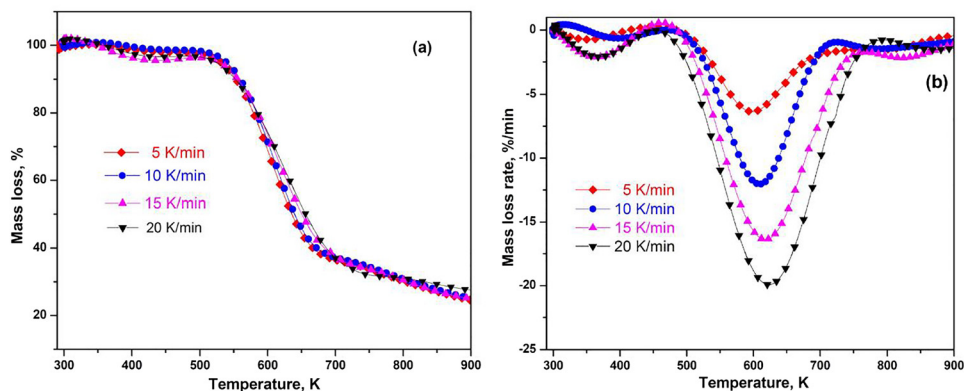 (a)
Mass loss, %
100
80
60
40
20
5 K/min
10 K/min
15 K/min
20 K/min
300 400 500 600 700 800 900
Temperature, K
(b)
Mass loss rate, %/min
0
-5
-10
-15
-20
-25
5 K/min
10 K/min
15 K/min
20 K/min
300 400 500 600 700 800 900
Temperature, K